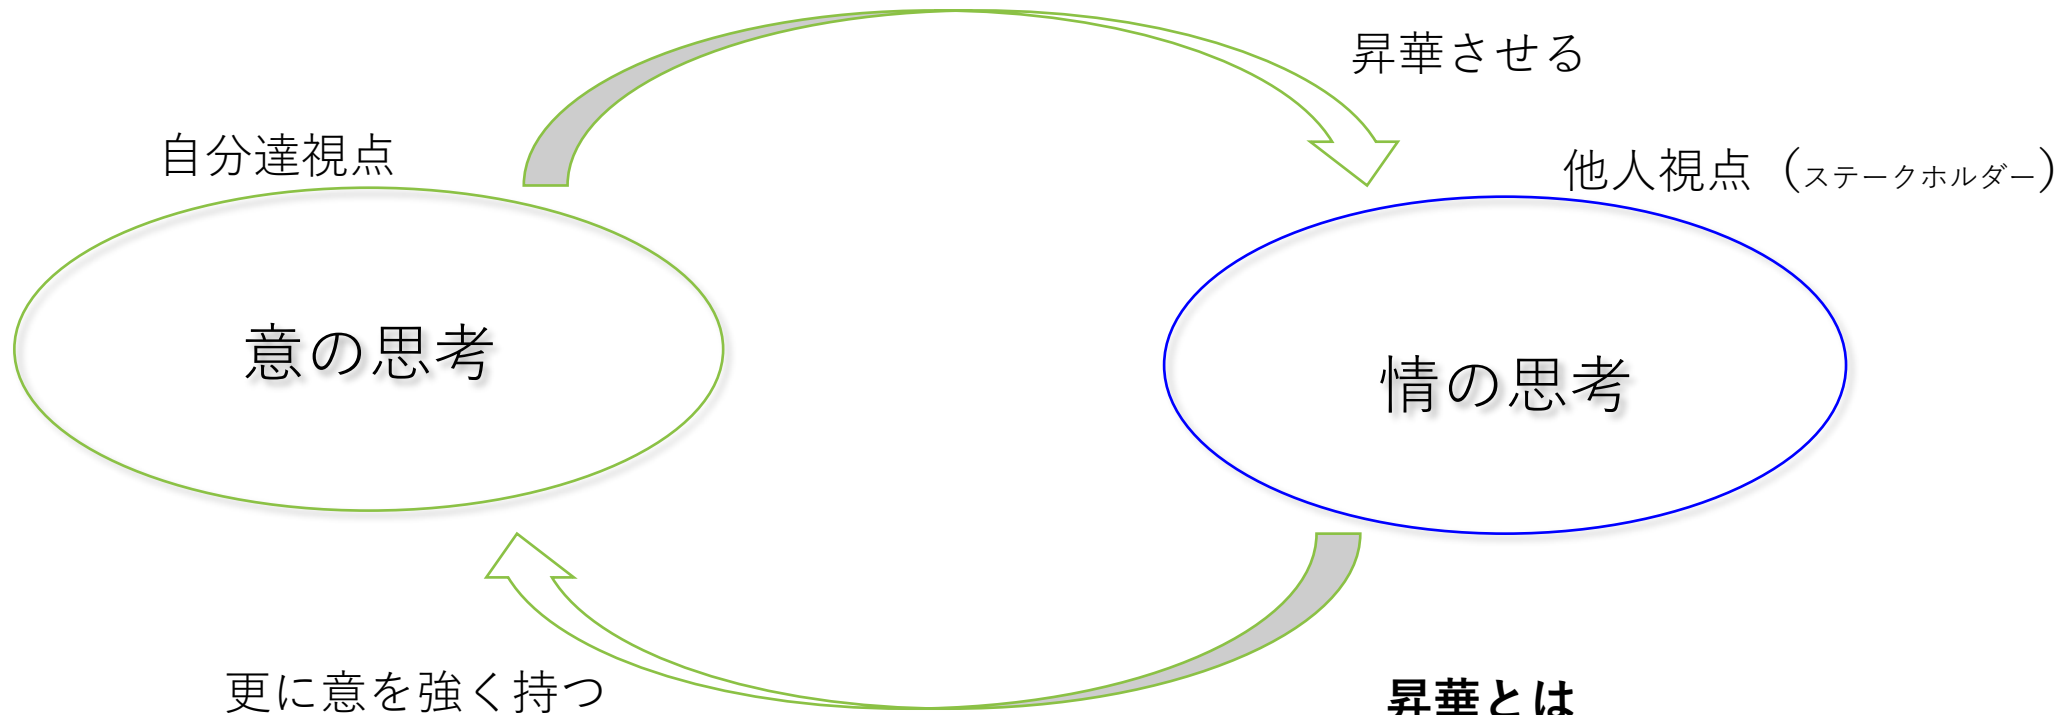 昇華させる
自分達視点
他人視点（ステークホルダー）
意の思考
情の思考
更に意を強く持つ
昇華とは